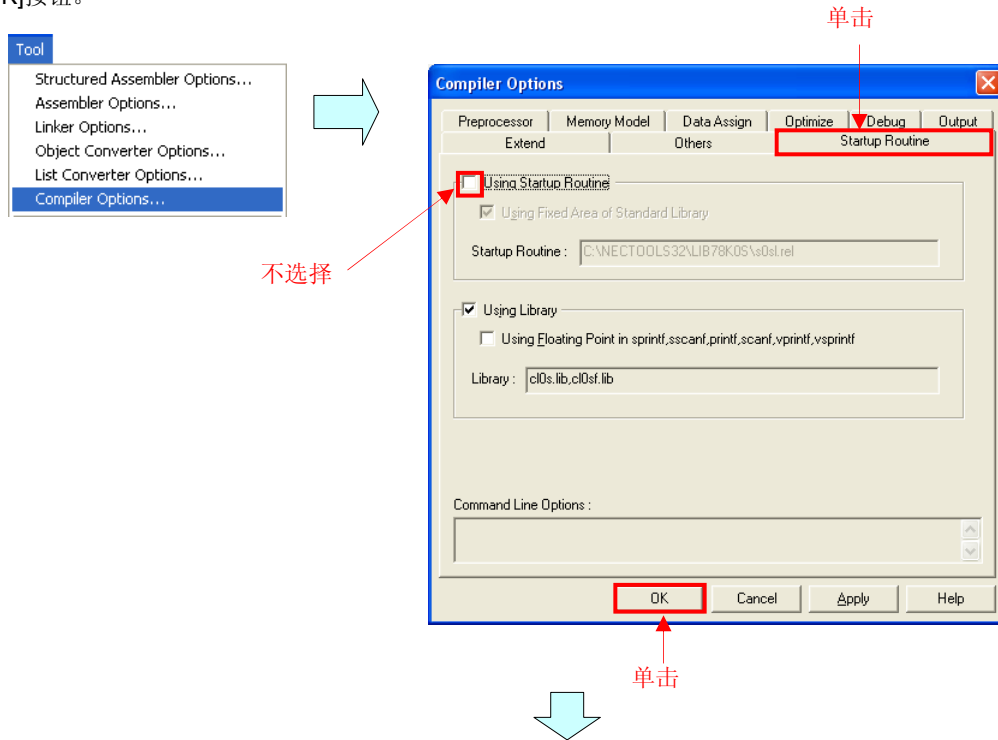 K]按钮。
单击
Tool
Structured Assembler Options...
Assembler Options...
Linker Options...
Object Converter Options...
List Converter Options...
Compiler Options...
Compiler Options
Preprocessor Memory Model Data Assign Optimize Debug Output
Extend Others Startup Routine
Using Startup Routine
Using Fixed Area of Standard Library
Startup Routine : C:\NECTOOLS32\LIB78K0S\s0sl.rel
不选择
Using Library
Using Floating Point in sprintf,sscanf,printf,scanf,vprintf,vsprintf
Library : cl0s.lib,cl0sf.lib
Command Line Options :
OK Cancel Apply Help
单击